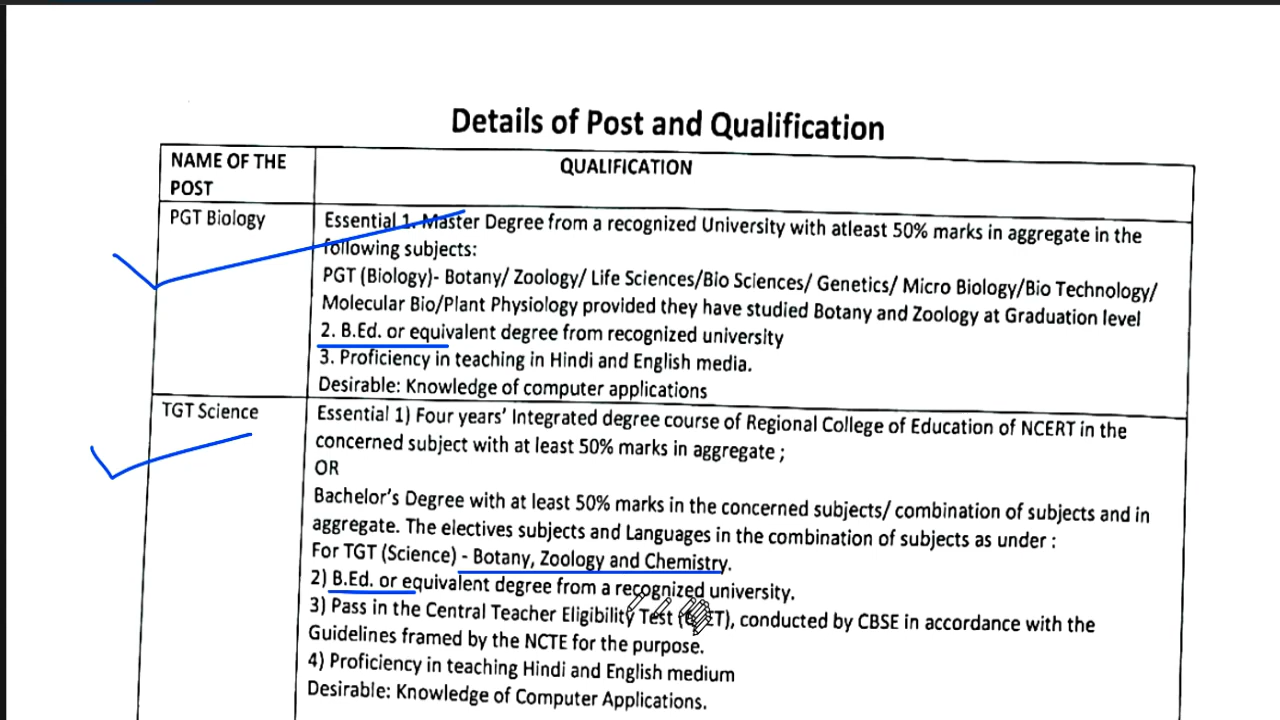 Details of Post and Qualification
NAME OF THE POST
QUALIFICATION
PGT Biology
Essential 1. Master Degree from a recognized University with atleast 50% marks in aggregate in the
following subjects:
PGT (Biology)- Botany/ Zoology/ Life Sciences/Bio Sciences/ Genetics/ Micro Biology/Bio Technology/
Molecular Bio/Plant Physiology provided they have studied Botany and Zoology at Graduation level
2. B.Ed. or equivalent degree from recognized university
3. Proficiency in teaching in Hindi and English media.
Desirable: Knowledge of computer applications
TGT Science
Essential 1) Four years' Integrated degree course of Regional College of Education of NCERT in the
concerned subject with at least 50% marks in aggregate ;
OR
Bachelor's Degree with at least 50% marks in the concerned subjects/ combination of subjects and in
aggregate. The electives subjects and Languages in the combination of subjects as under :
For TGT (Science) - Botany, Zoology and Chemistry.
2) B.Ed. or equivalent degree from a recognized university.
3) Pass in the Central Teacher Eligibility Test conducted by CBSE in accordance with the
Guidelines framed by the NCTE for the purpose.
4) Proficiency in teaching Hindi and English medium
Desirable: Knowledge of Computer Applications.